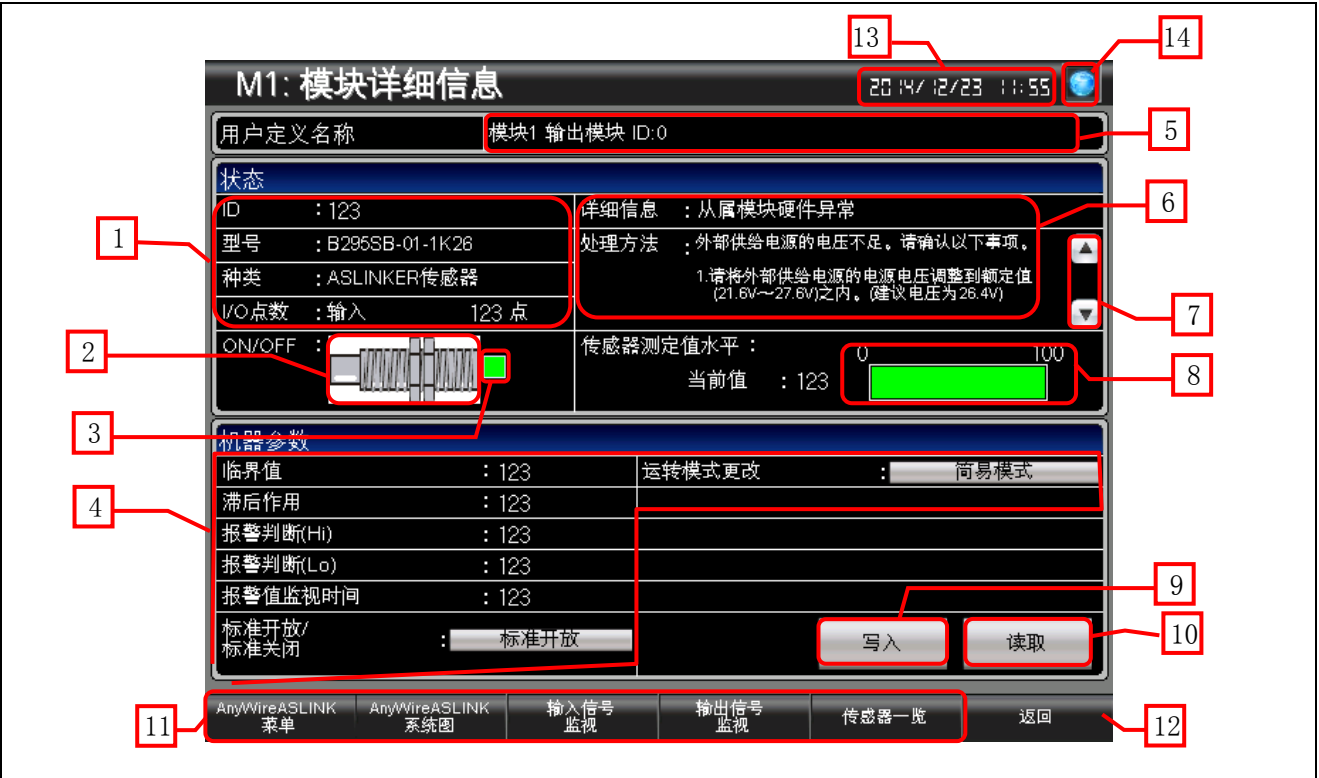 13
14
M1: 模块详细信息
2014/12/23 11:55
用户定义名称
模块1 输出模块 ID:0
5
状态
ID :123
详细信息 :从属模块硬件异常
6
1
型号 :B295SB-01-1K26
处理方法 :外部供给电源的电压不足。请确认以下事项。
种类 :ASLINKER传感器
1.请将外部供给电源的电源电压调整到额定值
(21.6V～27.6V)之内。(建议电压为26.4V)
I/O点数 :输入 123 点
7
2
ON/OFF :
传感器测定值水平：
0 100
当前值 :123
8
3
机器参数
临界值 :123
运转模式更改 : 简易模式
4
滞后作用 :123
报警判断(Hi) :123
报警判断(Lo) :123
报警值监视时间 :123
9
标准开放/
标准关闭
: 标准开放
写入
读取
10
11
AnyWireASLINK
菜单
AnyWireASLINK
系统图
输入信号
监视
输出信号
监视
传感器一览
返回
12